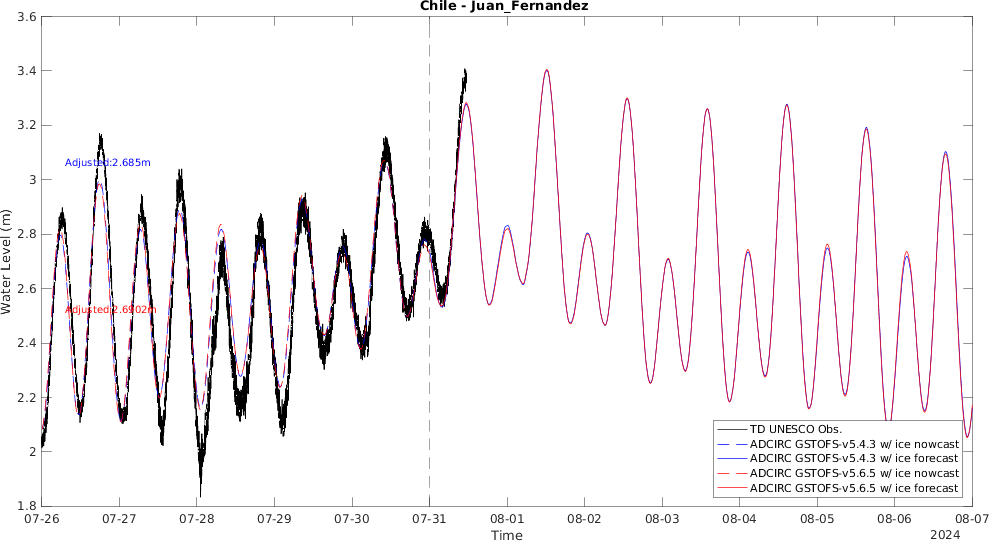 Chile - Juan_Fernandez
3.6
3.4
3.2
3
2.8
2.6
2.4
2.2
2
1.8
Water Level (m)
Adjusted:2.685m
Adjusted:2.6902m
TD UNESCO Obs.
ADCIRC GSTOFS-v5.4.3 w/ ice nowcast
ADCIRC GSTOFS-v5.4.3 w/ ice forecast
ADCIRC GSTOFS-v5.6.5 w/ ice nowcast
ADCIRC GSTOFS-v5.6.5 w/ ice forecast
07-26 07-27 07-28 07-29 07-30 07-31 08-01 08-02 08-03 08-04 08-05 08-06 08-07
Time
2024